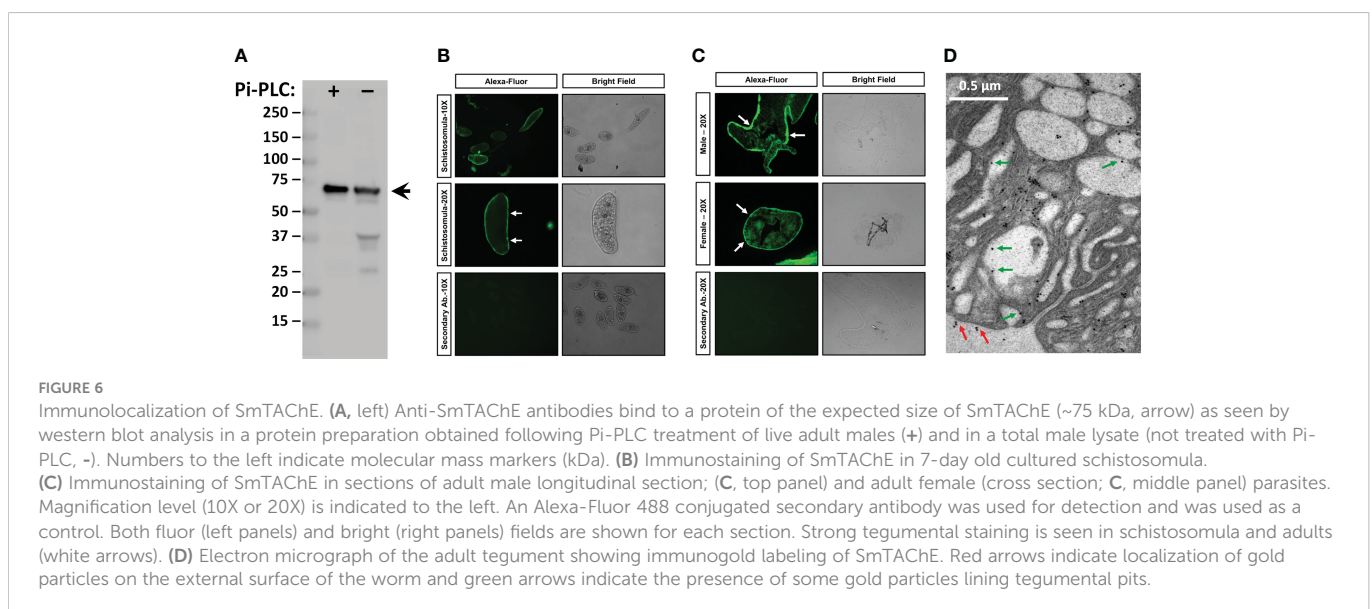 A
Pi-PLC: + –
250 –
150 –
100 –
75 –
50 –
37 –
25 –
20 –
15 –
B
Alexa-Fluor
Bright Field
Schistosomula-10X
Schistosomula-20X
Secondary Ab.-10X
C
Alexa-Fluor
Bright Field
Male – 20X
Female – 20X
Secondary Ab.-20X
D
0.5 µm
FIGURE 6
Immunolocalization of SmTAChE. (A, left) Anti-SmTAChE antibodies bind to a protein of the expected size of SmTAChE (~75 kDa, arrow) as seen by
western blot analysis in a protein preparation obtained following Pi-PLC treatment of live adult males (+) and in a total male lysate (not treated with Pi-
PLC, -). Numbers to the left indicate molecular mass markers (kDa). (B) Immunostaining of SmTAChE in 7-day old cultured schistosomula.
(C) Immunostaining of SmTAChE in sections of adult male longitudinal section; (C, top panel) and adult female (cross section; C, middle panel) parasites.
Magnification level (10X or 20X) is indicated to the left. An Alexa-Fluor 488 conjugated secondary antibody was used for detection and was used as a
control. Both fluor (left panels) and bright (right panels) fields are shown for each section. Strong tegumental staining is seen in schistosomula and adults
(white arrows). (D) Electron micrograph of the adult tegument showing immunogold labeling of SmTAChE. Red arrows indicate localization of gold
particles on the external surface of the worm and green arrows indicate the presence of some gold particles lining tegumental pits.